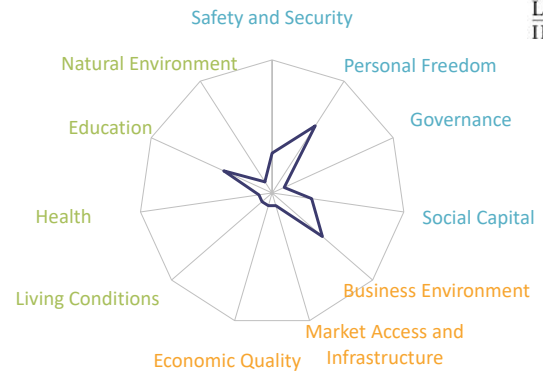 Safety and Security
Natural Environment
Personal Freedom
Education
Governance
Health
Social Capital
Living Conditions
Business Environment
Market Access and
Infrastructure
Economic Quality